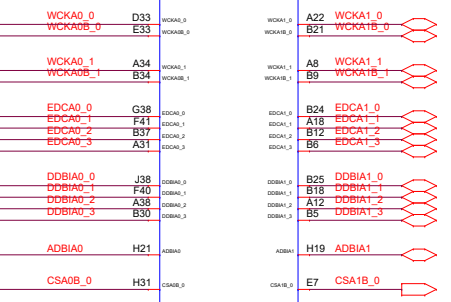 WCKA0_0 D33 WCKA0_0 WCKA1_0 A22 WCKA1_0
WCKA0B_0 E33 WCKA0B_0 WCKA1B_0 B21 WCKA1B_0
WCKA0_1 A34 WCKA0_1 WCKA1_1 A8 WCKA1_1
WCKA0B_1 B34 WCKA0B_1 WCKA1B_1 B9 WCKA1B_1
EDCA0_0 G38 EDCA0_0 EDCA1_0 B24 EDCA1_0
EDCA0_1 F41 EDCA0_1 EDCA1_1 A18 EDCA1_1
EDCA0_2 B37 EDCA0_2 EDCA1_2 B12 EDCA1_2
EDCA0_3 A31 EDCA0_3 EDCA1_3 B6 EDCA1_3
DDBIA0_0 J38 DDBIA0_0 DDBIA1_0 B25 DDBIA1_0
DDBIA0_1 F40 DDBIA0_1 DDBIA1_1 B18 DDBIA1_1
DDBIA0_2 A38 DDBIA0_2 DDBIA1_2 A12 DDBIA1_2
DDBIA0_3 B30 DDBIA0_3 DDBIA1_3 B5 DDBIA1_3
ADBIA0 H21 ADBIA0 ADBIA1 H19 ADBIA1
CSA0B_0 H31 CSA0B_0 CSA1B_0 E7 CSA1B_0